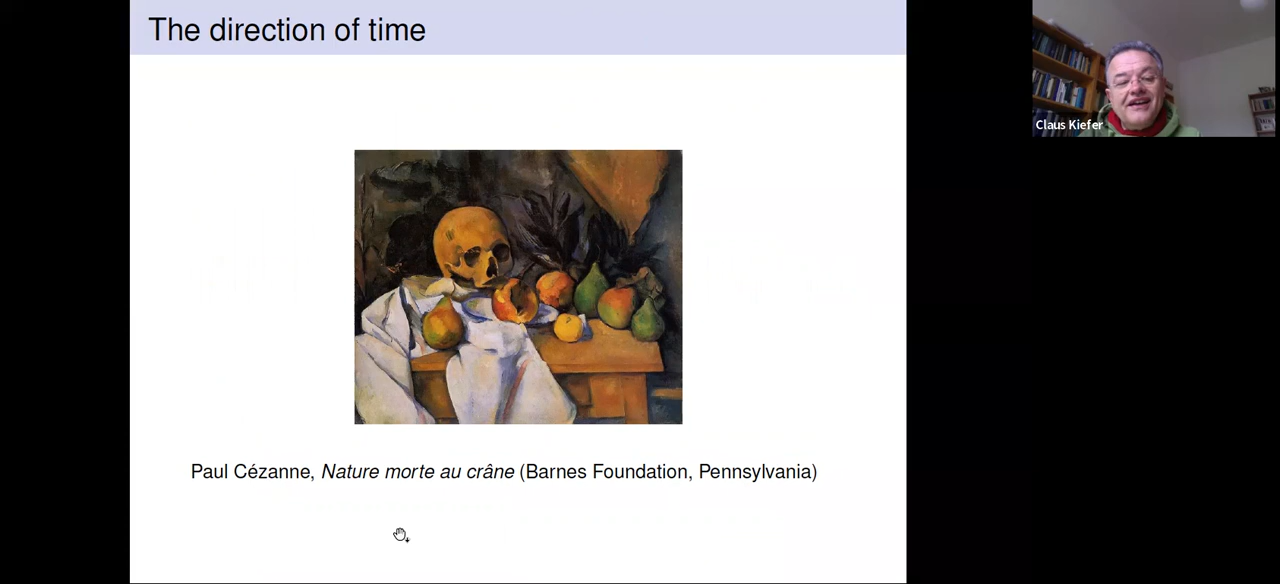 The direction of time
Claus Kiefer
Paul Cézanne, Nature morte au crâne (Barnes Foundation, Pennsylvania)